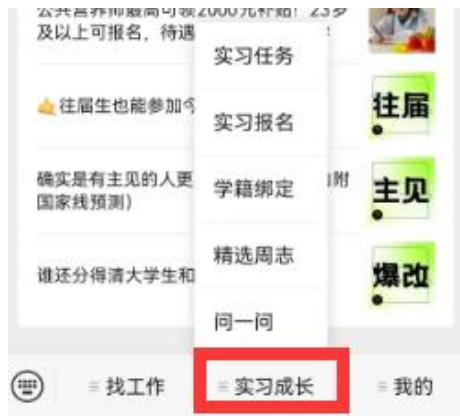 公共营养师最高可领2000元补贴！23岁
及以上可报名，待遇
往届生也能参加今
往届
确实是有主见的人更
附
国家线预测）
主见
谁还分得清大学生和
爆改
实习任务
实习报名
学籍绑定
精选周志
问一问
找工作
实习成长
我的